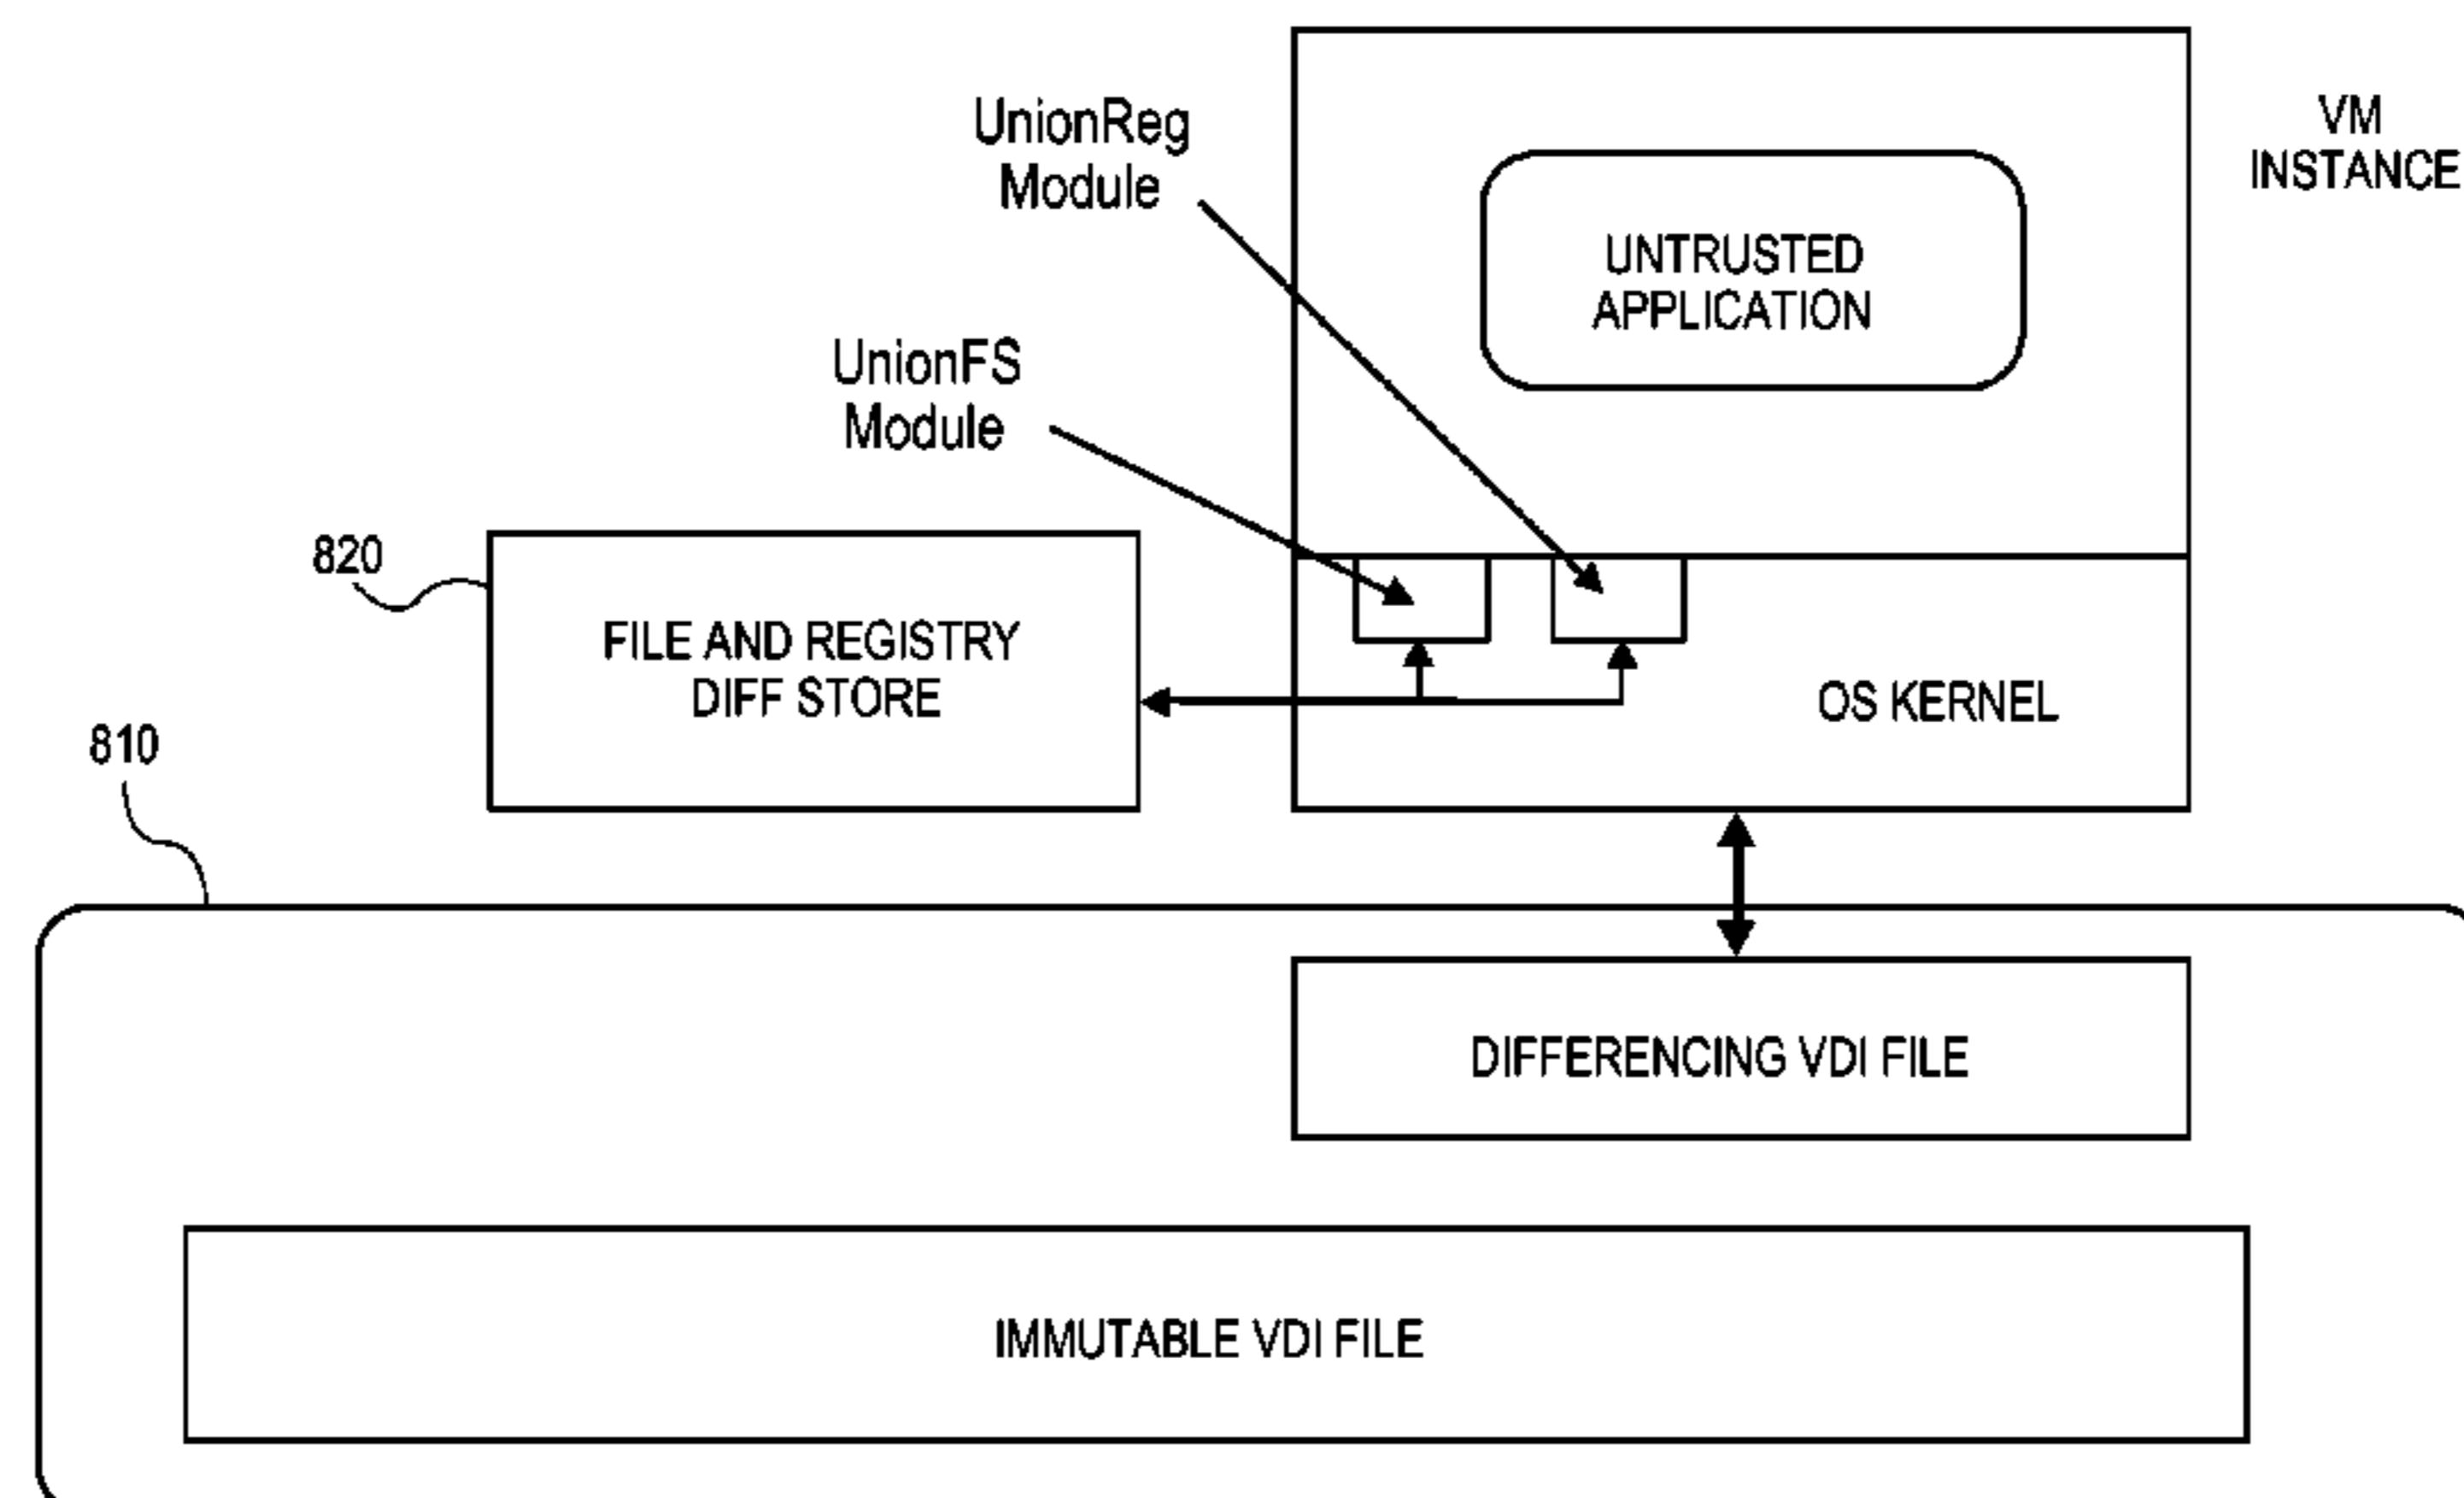 UnionReg
Module
VM
INSTANCE
UNTRUSTED
APPLICATION
UnionFS
Module
820
FILE AND REGISTRY
DIFF STORE
OS KERNEL
810
DIFFERENCING VDI FILE
IMMUTABLE VDI FILE